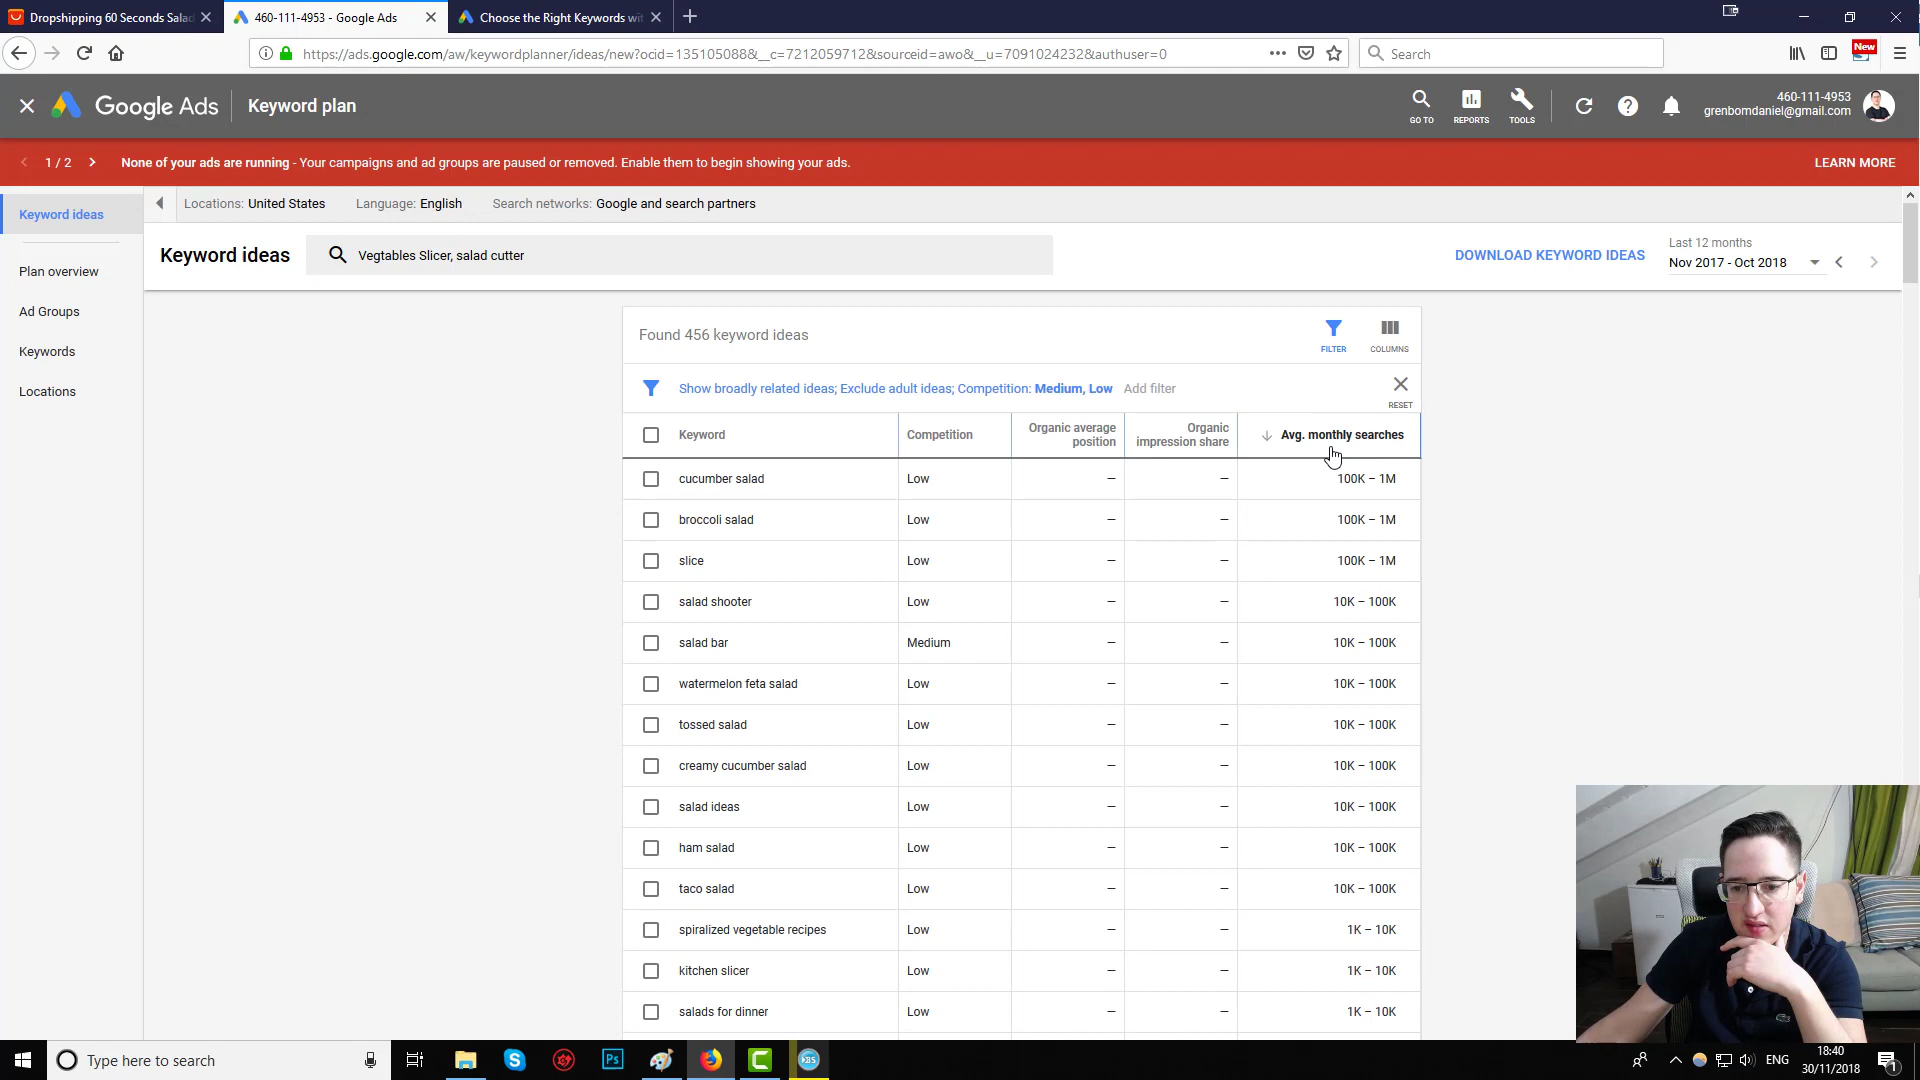 Dropshipping 60 Seconds Salad
460-111-4953 - Google Ads
Choose the Right Keywords wit
https://ads.google.com/aw/keywordplanner/ideas/new?ocid=135105088&__c=7212059712&sourceid=awo&__u=7091024232&authuser=0
Search
New
Google Ads
Keyword plan
GO TO
REPORTS
TOOLS
460-111-4953
grenbomdaniel@gmail.com
1 / 2
None of your ads are running - Your campaigns and ad groups are paused or removed. Enable them to begin showing your ads.
LEARN MORE
Keyword ideas
Plan overview
Ad Groups
Keywords
Locations
Locations: United States
Language: English
Search networks: Google and search partners
Keyword ideas
Vegtables Slicer, salad cutter
DOWNLOAD KEYWORD IDEAS
Last 12 months
Nov 2017 - Oct 2018
Found 456 keyword ideas
FILTER
COLUMNS
Show broadly related ideas; Exclude adult ideas; Competition: Medium, Low Add filter
RESET
Keyword Competition Organic average position Organic impression share Avg. monthly searches
cucumber salad Low – – 100K – 1M
broccoli salad Low – – 100K – 1M
slice Low – – 100K – 1M
salad shooter Low – – 10K – 100K
salad bar Medium – – 10K – 100K
watermelon feta salad Low – – 10K – 100K
tossed salad Low – – 10K – 100K
creamy cucumber salad Low – – 10K – 100K
salad ideas Low – – 10K – 100K
ham salad Low – – 10K – 100K
taco salad Low – – 10K – 100K
spiralized vegetable recipes Low – – 1K – 10K
kitchen slicer Low – – 1K – 10K
salads for dinner Low – – 1K – 10K
Type here to search
Ps
ENG
18:40
30/11/2018
1